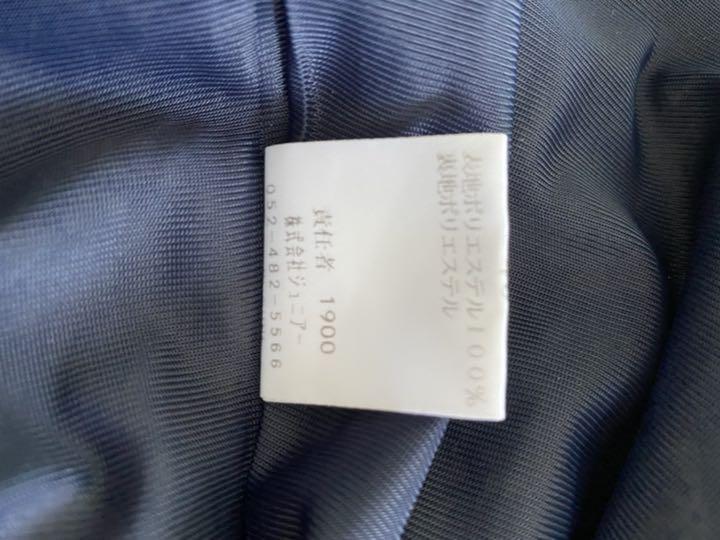 表地ポリエステル100%
裏地ポリエステル
責任者 1900
株式会社ジュニアー
052-482-5566